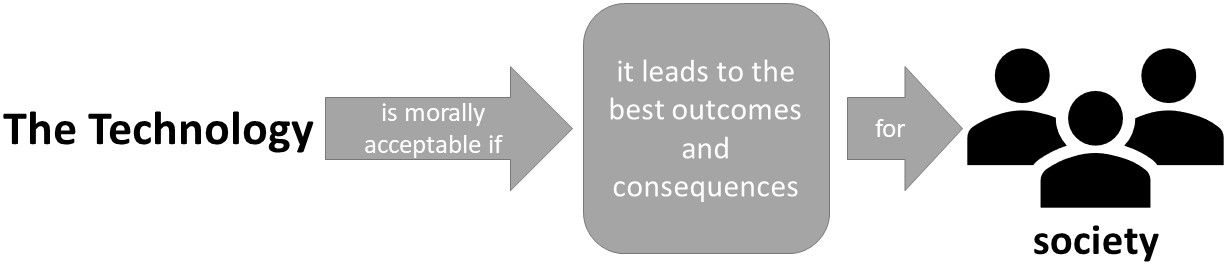 The Technology
is morally
acceptable if
it leads to the
best outcomes
and
consequences
for
society